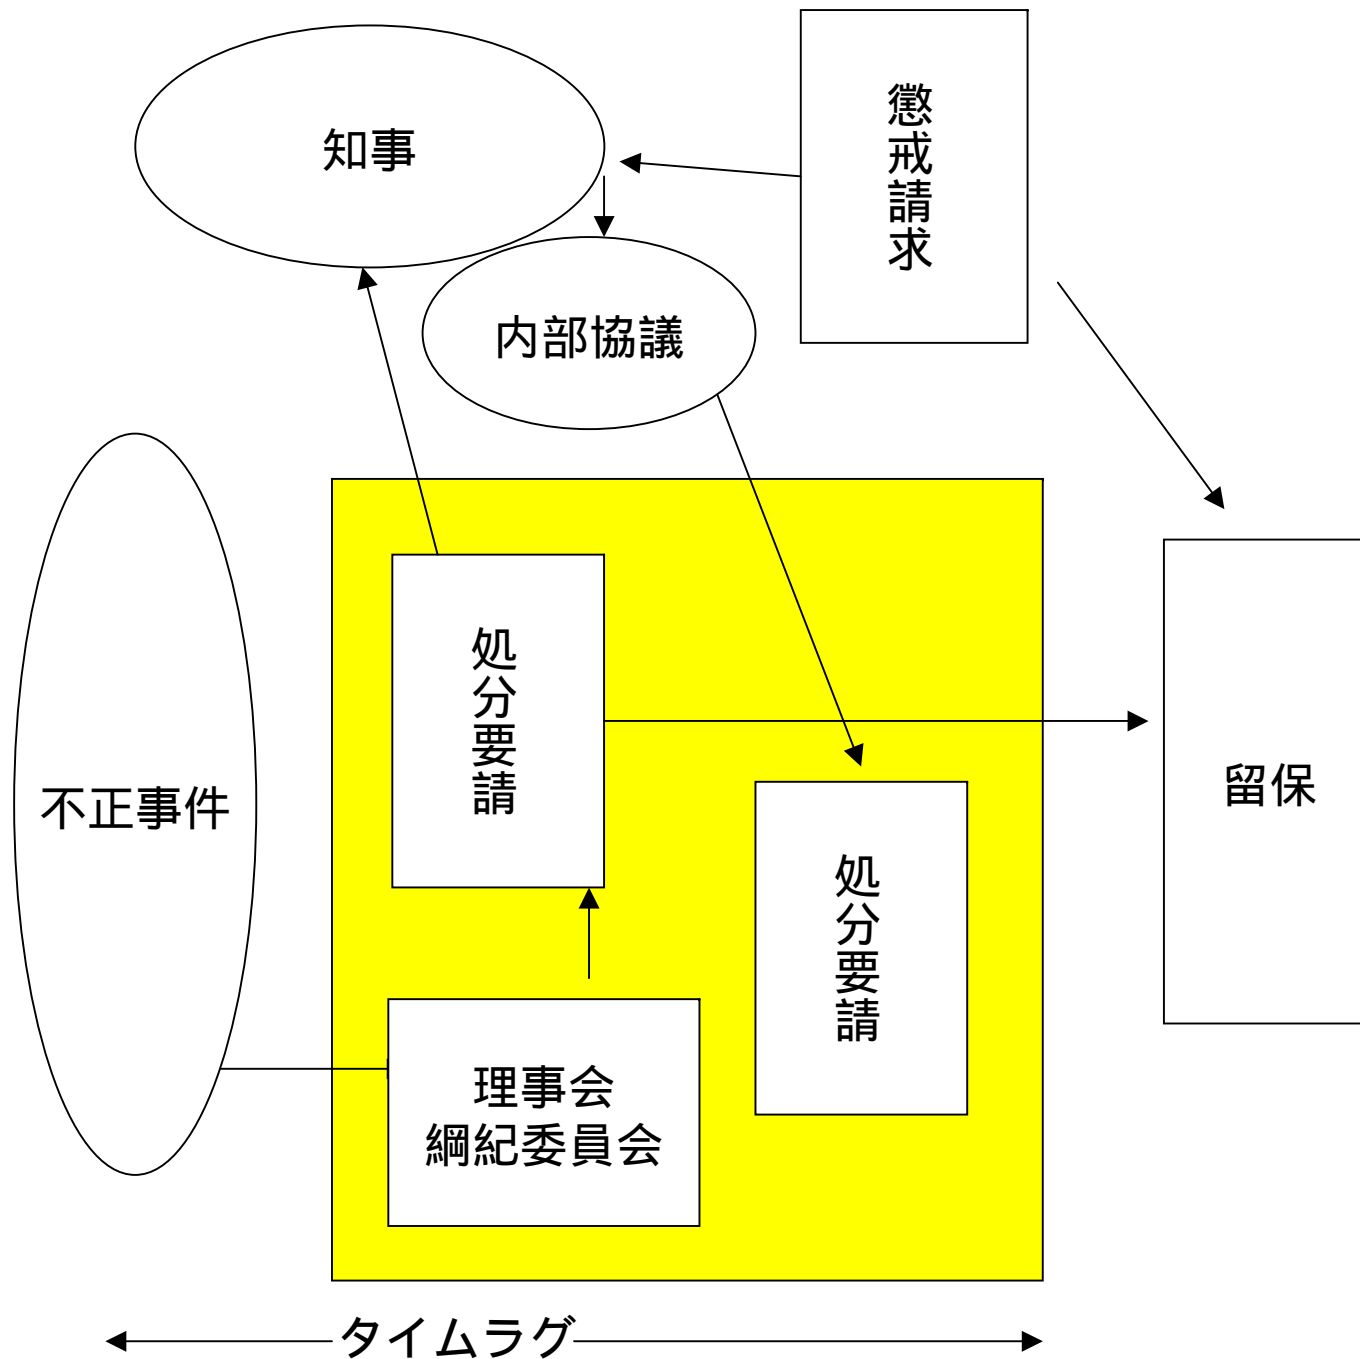 知事
懲戒請求
内部協議
処分要請
不正事件
留保
処分要請
理事会
綱紀委員会
タイムラグ